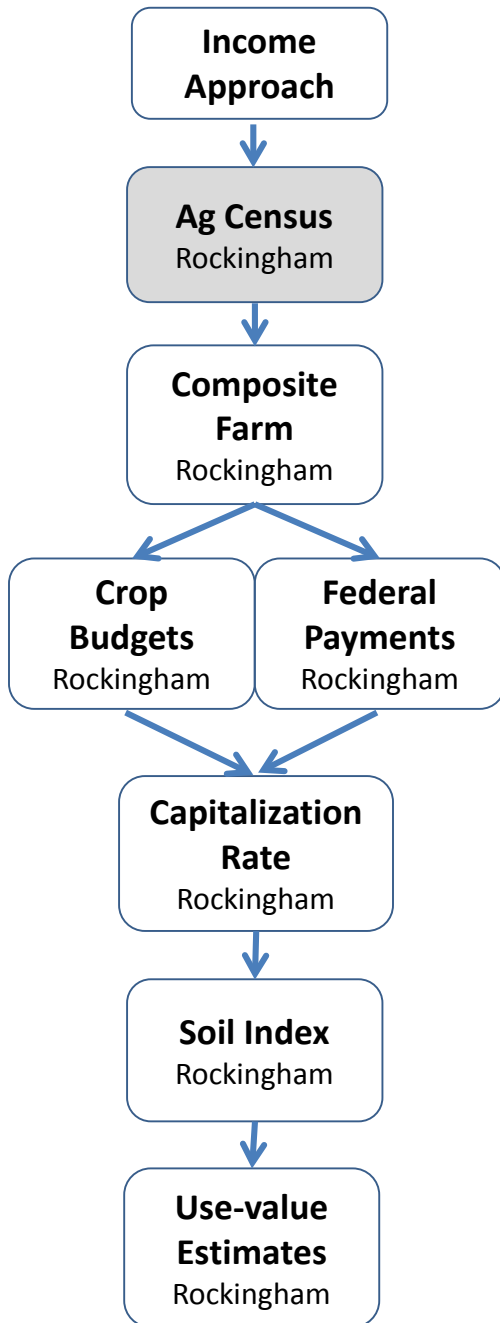 Income
Approach
Ag Census
Rockingham
Composite
Farm
Rockingham
Crop
Budgets
Rockingham
Federal
Payments
Rockingham
Capitalization
Rate
Rockingham
Soil Index
Rockingham
Use-value
Estimates
Rockingham